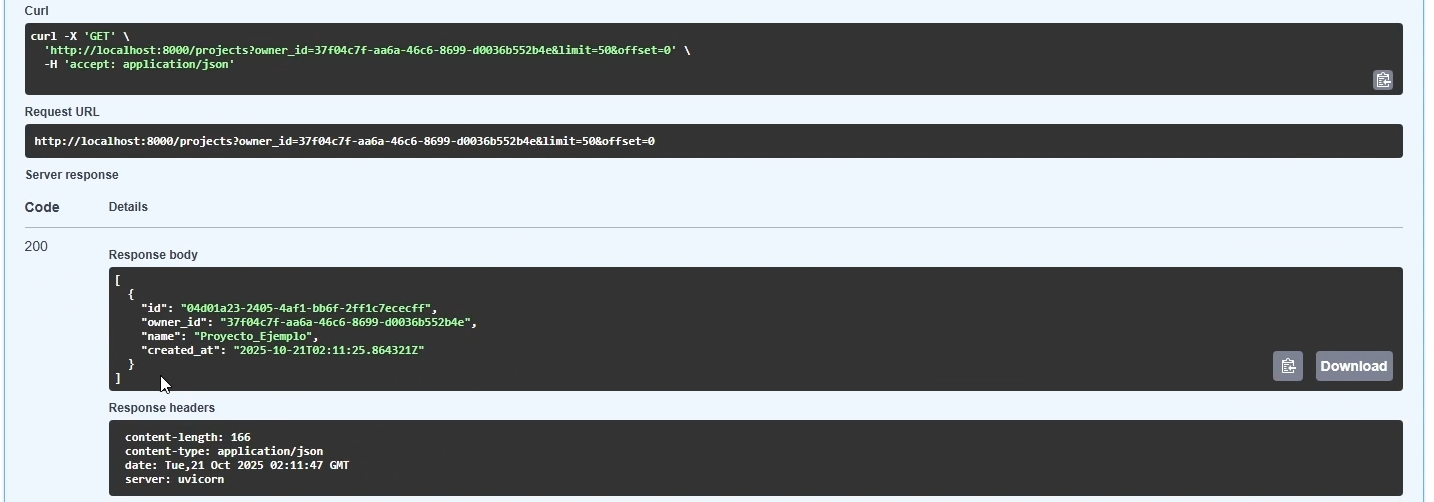 Curl
curl -X 'GET' \
  'http://localhost:8000/projects?owner_id=37f04c7f-aa6a-46c6-8699-d0036b552b4e&limit=50&offset=0' \
  -H 'accept: application/json'
Request URL
http://localhost:8000/projects?owner_id=37f04c7f-aa6a-46c6-8699-d0036b552b4e&limit=50&offset=0
Server response
Code Details
200
Response body
[
  {
    "id": "04d01a23-2405-4af1-bb6f-2ff1c7ececff",
    "owner_id": "37f04c7f-aa6a-46c6-8699-d0036b552b4e",
    "name": "Proyecto_Ejemplo",
    "created_at": "2025-10-21T02:11:25.864321Z"
  }
]
Download
Response headers
content-length: 166
content-type: application/json
date: Tue,21 Oct 2025 02:11:47 GMT
server: uvicorn